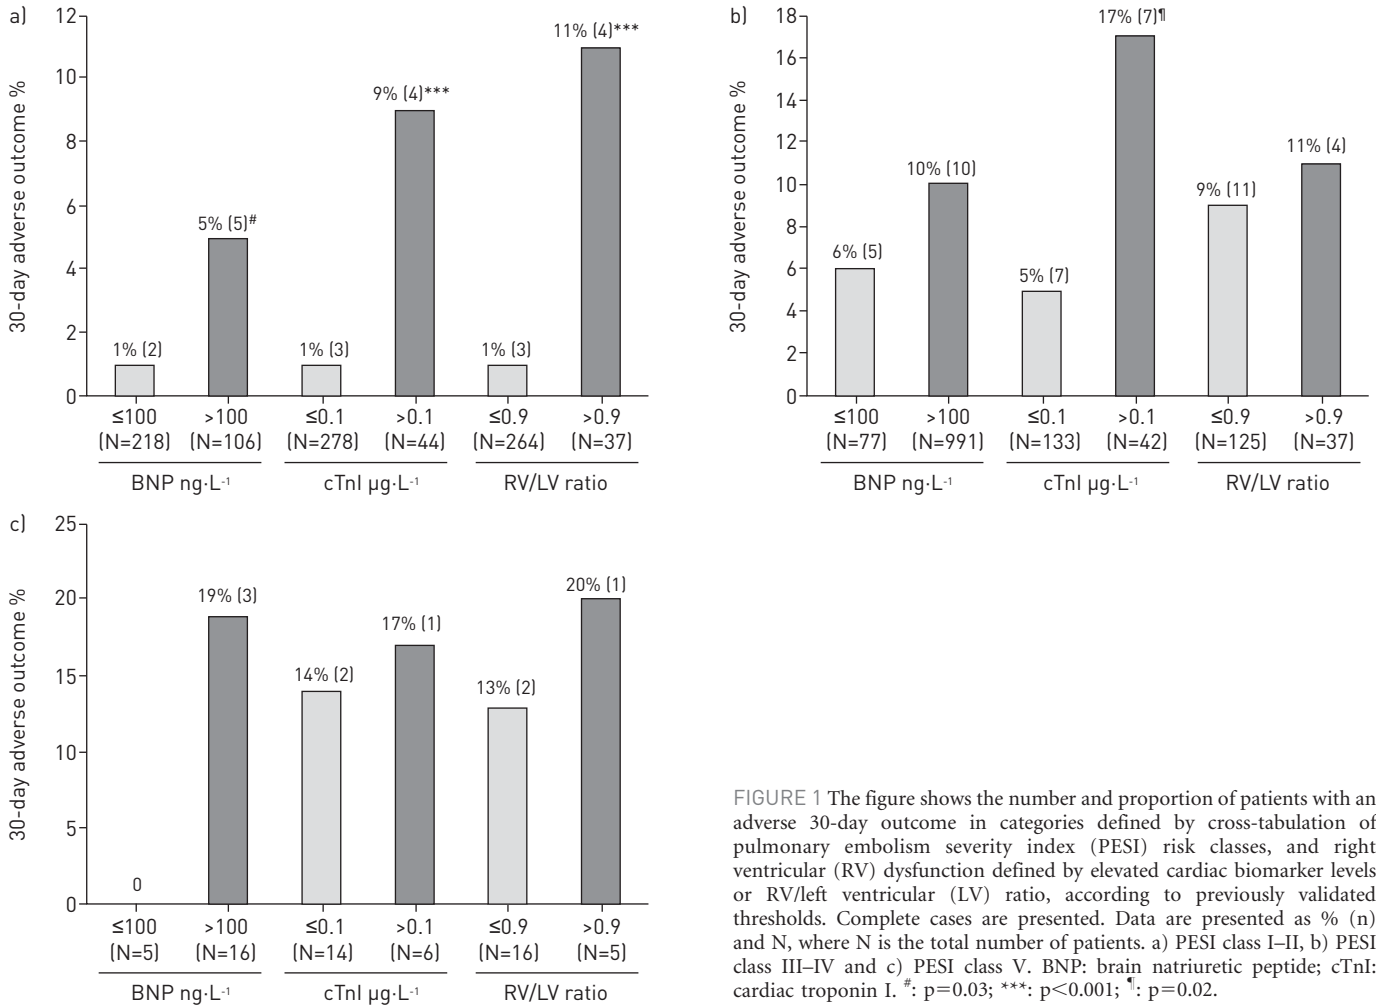 a)
30-day adverse outcome %
12
10
8
6
4
2
0
1% (2)
5% (5)#
1% (3)
9% (4)***
1% (3)
11% (4)***
≤100 >100 ≤0.1 >0.1 ≤0.9 >0.9
(N=218) (N=106) (N=278) (N=44) (N=264) (N=37)
BNP ng·L-1 cTnI µg·L-1 RV/LV ratio
b)
30-day adverse outcome %
18
16
14
12
10
8
6
4
2
0
6% (5)
10% (10)
5% (7)
17% (7)¶
9% (11)
11% (4)
≤100 >100 ≤0.1 >0.1 ≤0.9 >0.9
(N=77) (N=991) (N=133) (N=42) (N=125) (N=37)
BNP ng·L-1 cTnI µg·L-1 RV/LV ratio
c)
30-day adverse outcome %
25
20
15
10
5
0
0
19% (3)
14% (2)
17% (1)
13% (2)
20% (1)
≤100 >100 ≤0.1 >0.1 ≤0.9 >0.9
(N=5) (N=16) (N=14) (N=6) (N=16) (N=5)
BNP ng·L-1 cTnI µg·L-1 RV/LV ratio
FIGURE 1 The figure shows the number and proportion of patients with an
adverse 30-day outcome in categories defined by cross-tabulation of
pulmonary embolism severity index (PESI) risk classes, and right
ventricular (RV) dysfunction defined by elevated cardiac biomarker levels
or RV/left ventricular (LV) ratio, according to previously validated
thresholds. Complete cases are presented. Data are presented as % (n)
and N, where N is the total number of patients. a) PESI class I–II, b) PESI
class III–IV and c) PESI class V. BNP: brain natriuretic peptide; cTnI:
cardiac troponin I. #: p=0.03; ***: p<0.001; ¶: p=0.02.